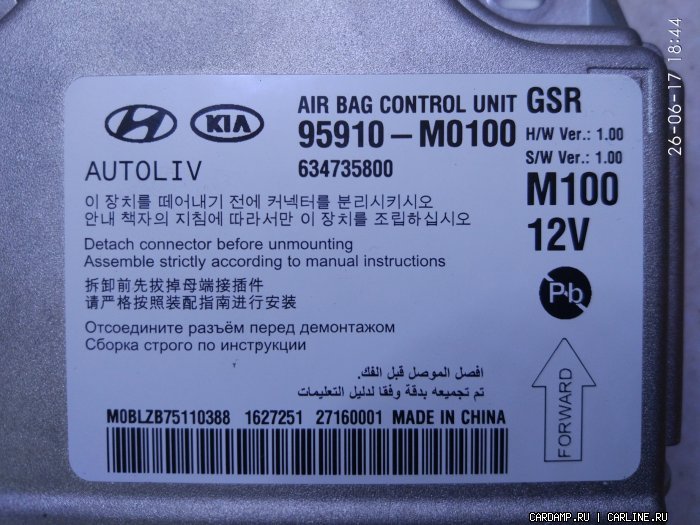 KIA
AIR BAG CONTROL UNIT GSR
95910-M0100 H/W Ver.: 1.00
AUTOLIV 634735800 S/W Ver.: 1.00
M100
12V
Pb
이 장치를 떼어내기 전에 커넥터를 분리시키시오
안내 책자의 지침에 따라서만 이 장치를 조립하십시오
Detach connector before unmounting
Assemble strictly according to manual instructions
拆卸前先拔掉母端接插件
请严格按照装配指南进行安装
Отсоедините разъём перед демонтажом
Сборка строго по инструкции
افصل الموصل قبل الفك.
تم تجميعه بدقة وفقا لدليل التعليمات
FORWARD
M0BLZB75110388 1627251 27160001 MADE IN CHINA
26-06-17 18:44
CARDAMP.RU | CARLINE.RU